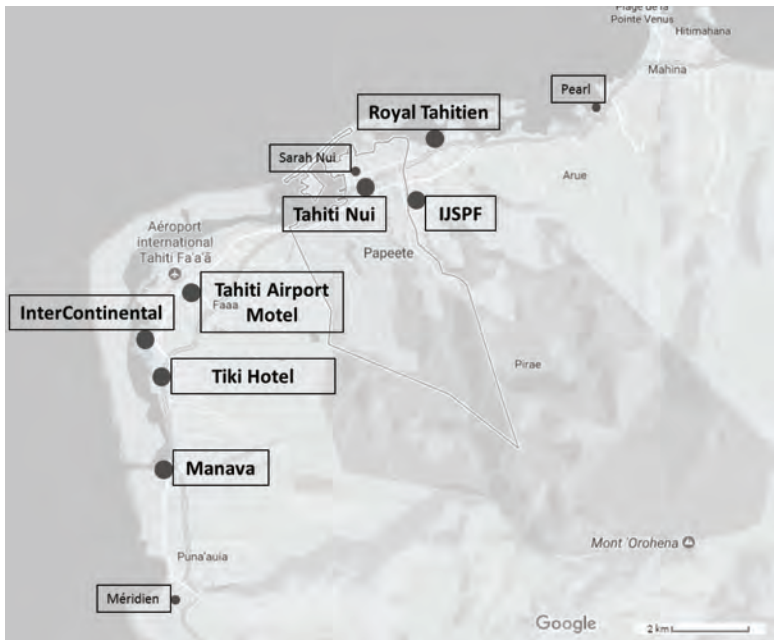 Plage de la
Pointe Venus
Hitimahana
Mahina
Pearl
Royal Tahitien
Sarah Nui
Arue
Tahiti Nui
IJSPF
Aéroport
international
Tahiti Fa'a'ā
Papeete
Tahiti Airport
Motel
Faaa
InterContinental
Pirae
Tiki Hotel
Manava
Mont 'Orohena
Puna'auia
Méridien
Google
2 km